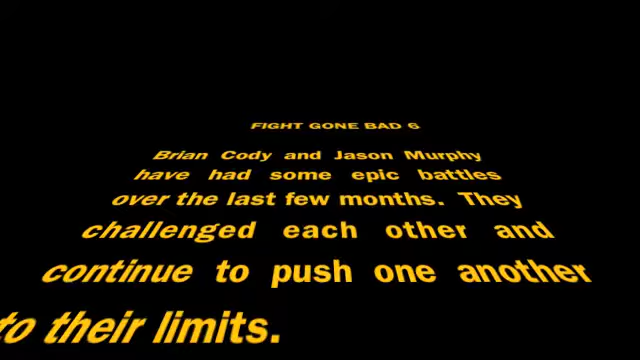 FIGHT GONE BAD 6
Brian Cody and Jason Murphy
have had some epic battles
over the last few months. They
challenged each other and
continue to push one another
to their limits.